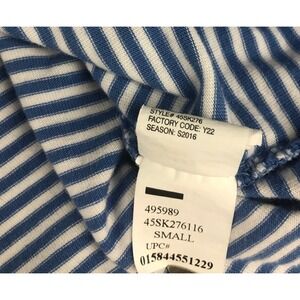 STYLE# 45SK276
FACTORY CODE: Y22
SEASON: S2016
495989
45SK276116
SMALL
UPC#
015844551229